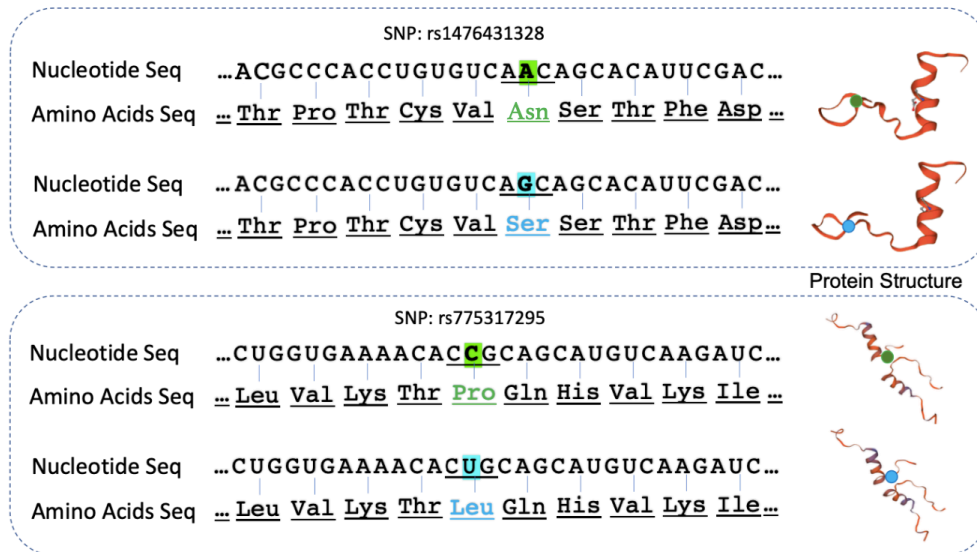 SNP: rs1476431328
Nucleotide Seq …ACGCCCACCUGUGUCAACAGCACAUUCGAC…
Amino Acids Seq … Thr Pro Thr Cys Val Asn Ser Thr Phe Asp …
Nucleotide Seq …ACGCCCACCUGUGUCAGCAGCACAUUCGAC…
Amino Acids Seq … Thr Pro Thr Cys Val Ser Ser Thr Phe Asp…
Protein Structure
SNP: rs775317295
Nucleotide Seq …CUGGUGAAAACACCGCAGCAUGUCAAGAUC…
Amino Acids Seq … Leu Val Lys Thr Pro Gln His Val Lys Ile …
Nucleotide Seq …CUGGUGAAAACACUGCAGCAUGUCAAGAUC…
Amino Acids Seq … Leu Val Lys Thr Leu Gln His Val Lys Ile …